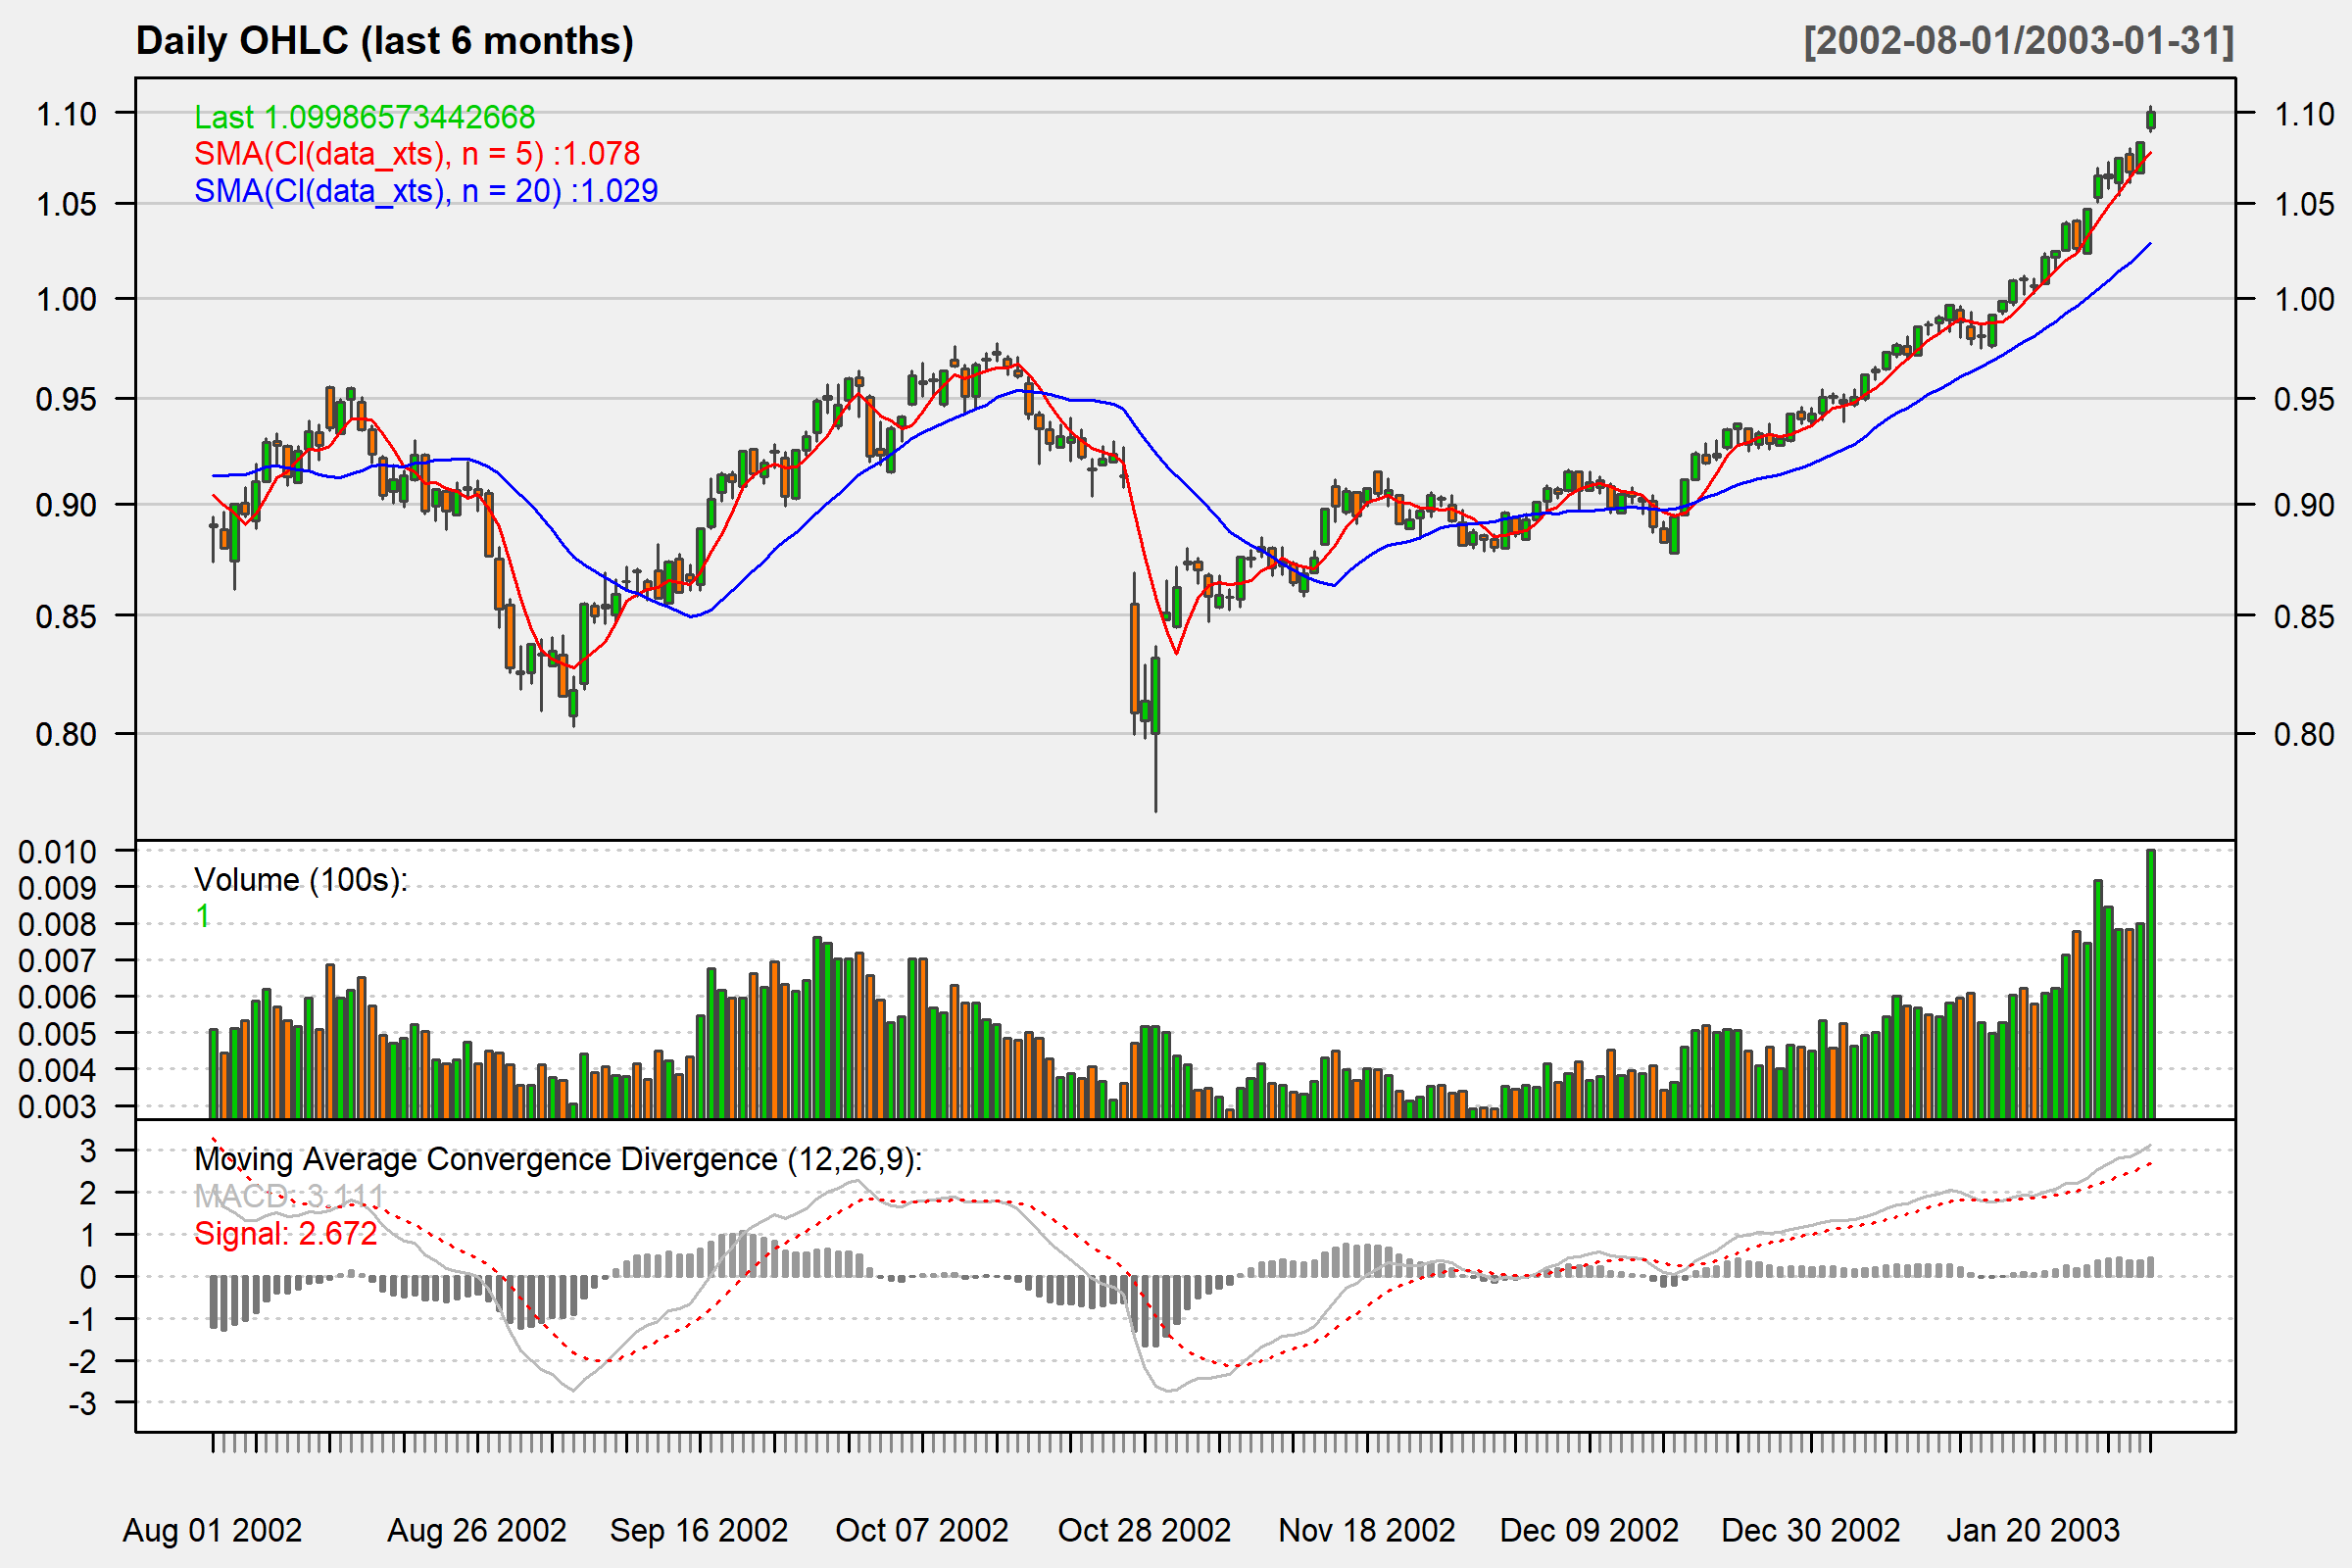 Daily OHLC (last 6 months) [2002-08-01/2003-01-31]
Last 1.09986573442668
SMA(Cl(data_xts), n = 5) :1.078
SMA(Cl(data_xts), n = 20) :1.029
1.10 1.10
1.05 1.05
1.00 1.00
0.95 0.95
0.90 0.90
0.85 0.85
0.80 0.80
Volume (100s):
1
0.010
0.009
0.008
0.007
0.006
0.005
0.004
0.003
Moving Average Convergence Divergence (12,26,9):
MACD: 3.111
Signal: 2.672
3
2
1
0
-1
-2
-3
Aug 01 2002 Aug 26 2002 Sep 16 2002 Oct 07 2002 Oct 28 2002 Nov 18 2002 Dec 09 2002 Dec 30 2002 Jan 20 2003